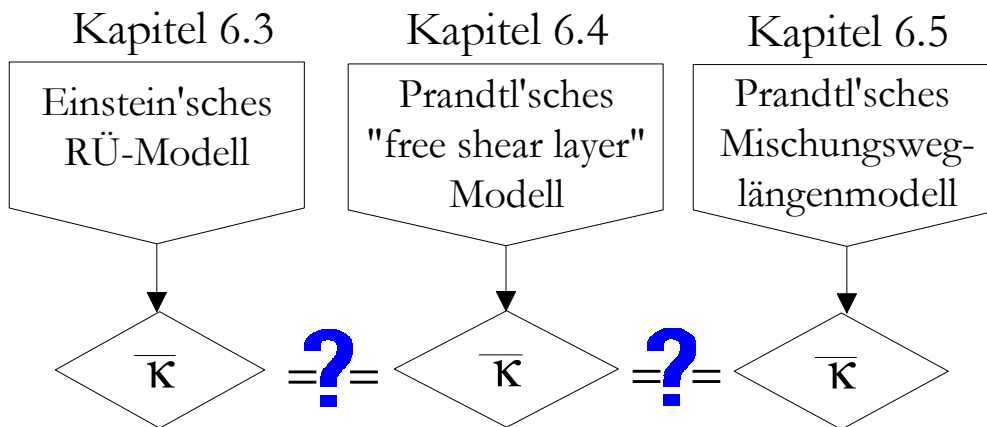 Kapitel 6.3
Einstein'sches
RÜ-Modell
Kapitel 6.4
Prandtl'sches
"free shear layer"
Modell
Kapitel 6.5
Prandtl'sches
Mischungsweg-
längenmodell
κ̅ =?= κ̅ =?= κ̅